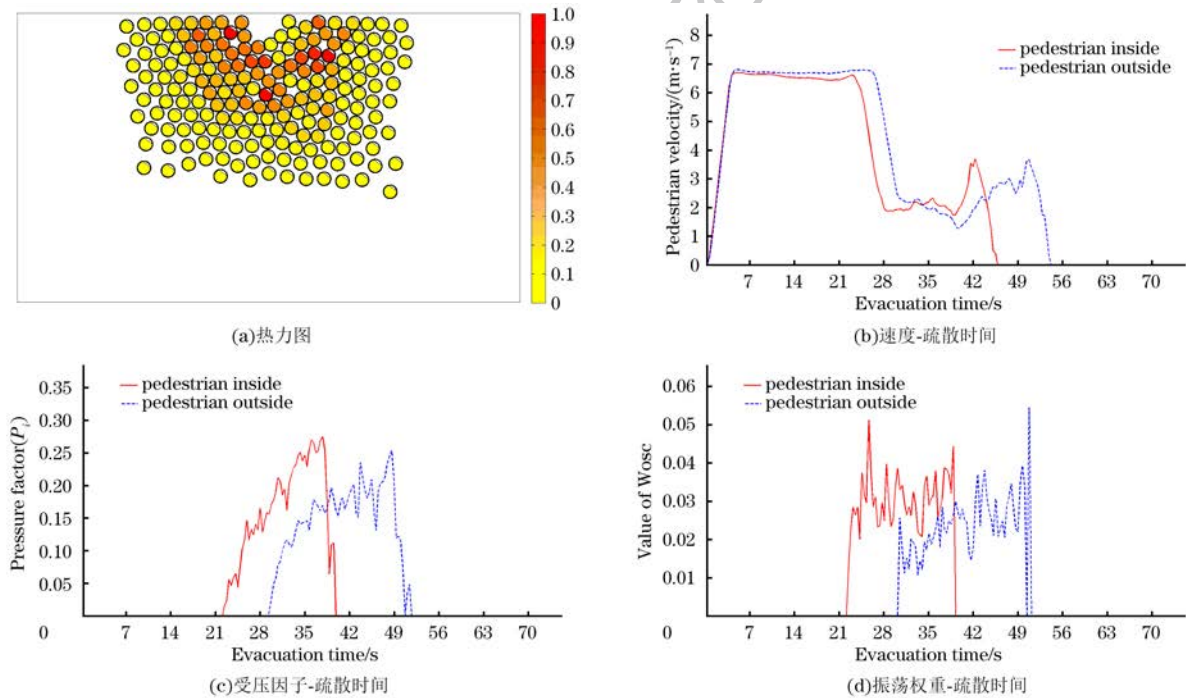 1.0
0.9
0.8
0.7
0.6
0.5
0.4
0.3
0.2
0.1
0
(a)热力图
Pedestrian velocity/(m·s⁻¹)
8
7
6
5
4
3
2
1
0
pedestrian inside
pedestrian outside
7 14 21 28 35 42 49 56 63 70
Evacuation time/s
(b)速度-疏散时间
Pressure factor(Pᵢ)
0.35
0.30
0.25
0.20
0.15
0.10
0.05
0
pedestrian inside
pedestrian outside
7 14 21 28 35 42 49 56 63 70
Evacuation time/s
(c)受压因子-疏散时间
Value of Wosc
0.06
0.05
0.04
0.03
0.02
0.01
0
pedestrian inside
pedestrian outside
7 14 21 28 35 42 49 56 63 70
Evacuation time/s
(d)振荡权重-疏散时间